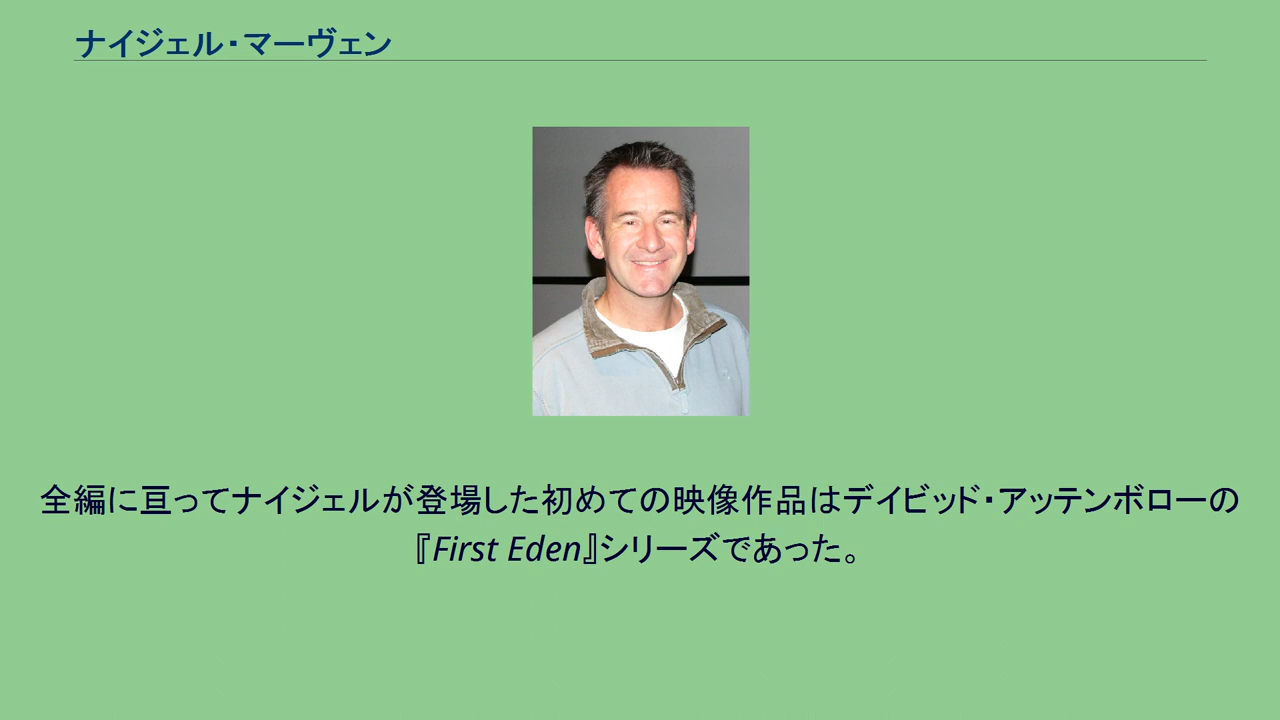 ナイジェル・マーヴェン
全編に亘ってナイジェルが登場した初めての映像作品はデイビッド・アッテンボローの
『First Eden』シリーズであった。